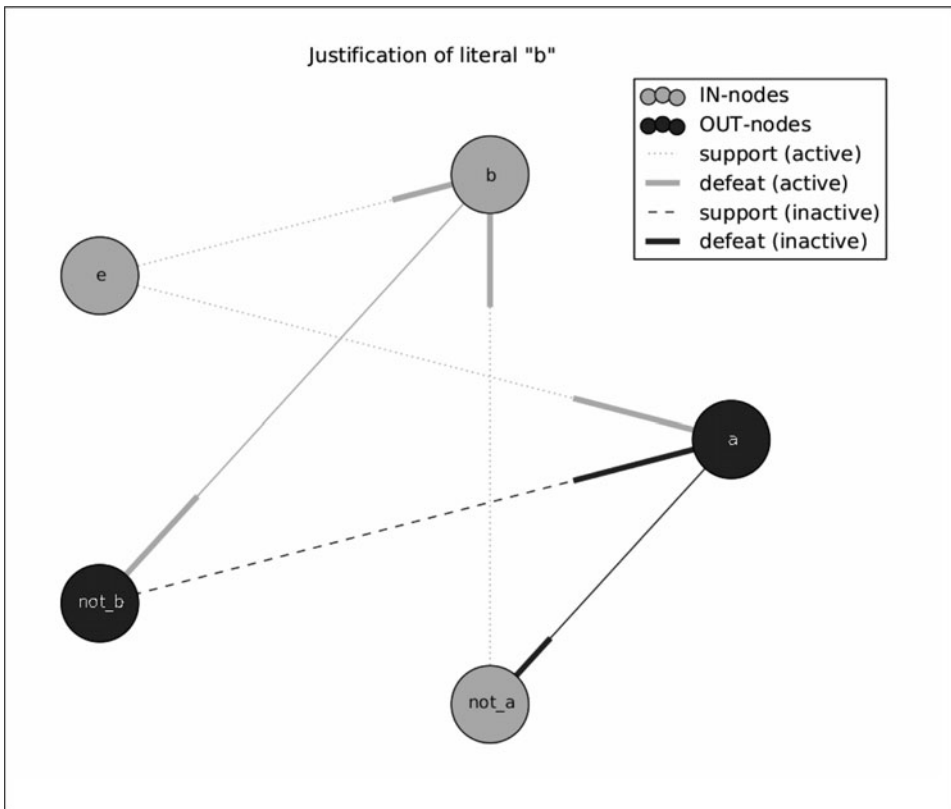 Justification of literal "b"
IN-nodes
OUT-nodes
support (active)
defeat (active)
support (inactive)
defeat (inactive)
b
e
a
not_b
not_a